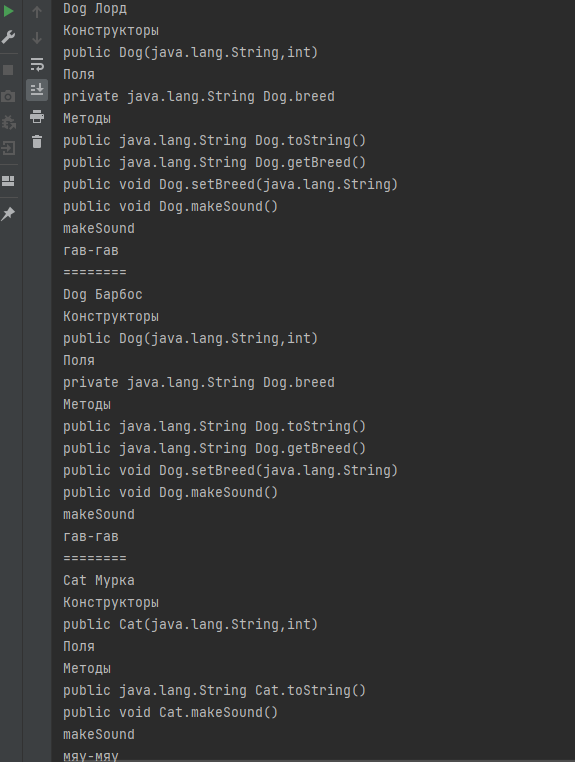 Dog Лорд
Конструкторы
public Dog(java.lang.String,int)
Поля
private java.lang.String Dog.breed
Методы
public java.lang.String Dog.toString()
public java.lang.String Dog.getBreed()
public void Dog.setBreed(java.lang.String)
public void Dog.makeSound()
makeSound
гав-гав
========
Dog Барбос
Конструкторы
public Dog(java.lang.String,int)
Поля
private java.lang.String Dog.breed
Методы
public java.lang.String Dog.toString()
public java.lang.String Dog.getBreed()
public void Dog.setBreed(java.lang.String)
public void Dog.makeSound()
makeSound
гав-гав
========
Cat Мурка
Конструкторы
public Cat(java.lang.String,int)
Поля
Методы
public java.lang.String Cat.toString()
public void Cat.makeSound()
makeSound
мяу-мяу